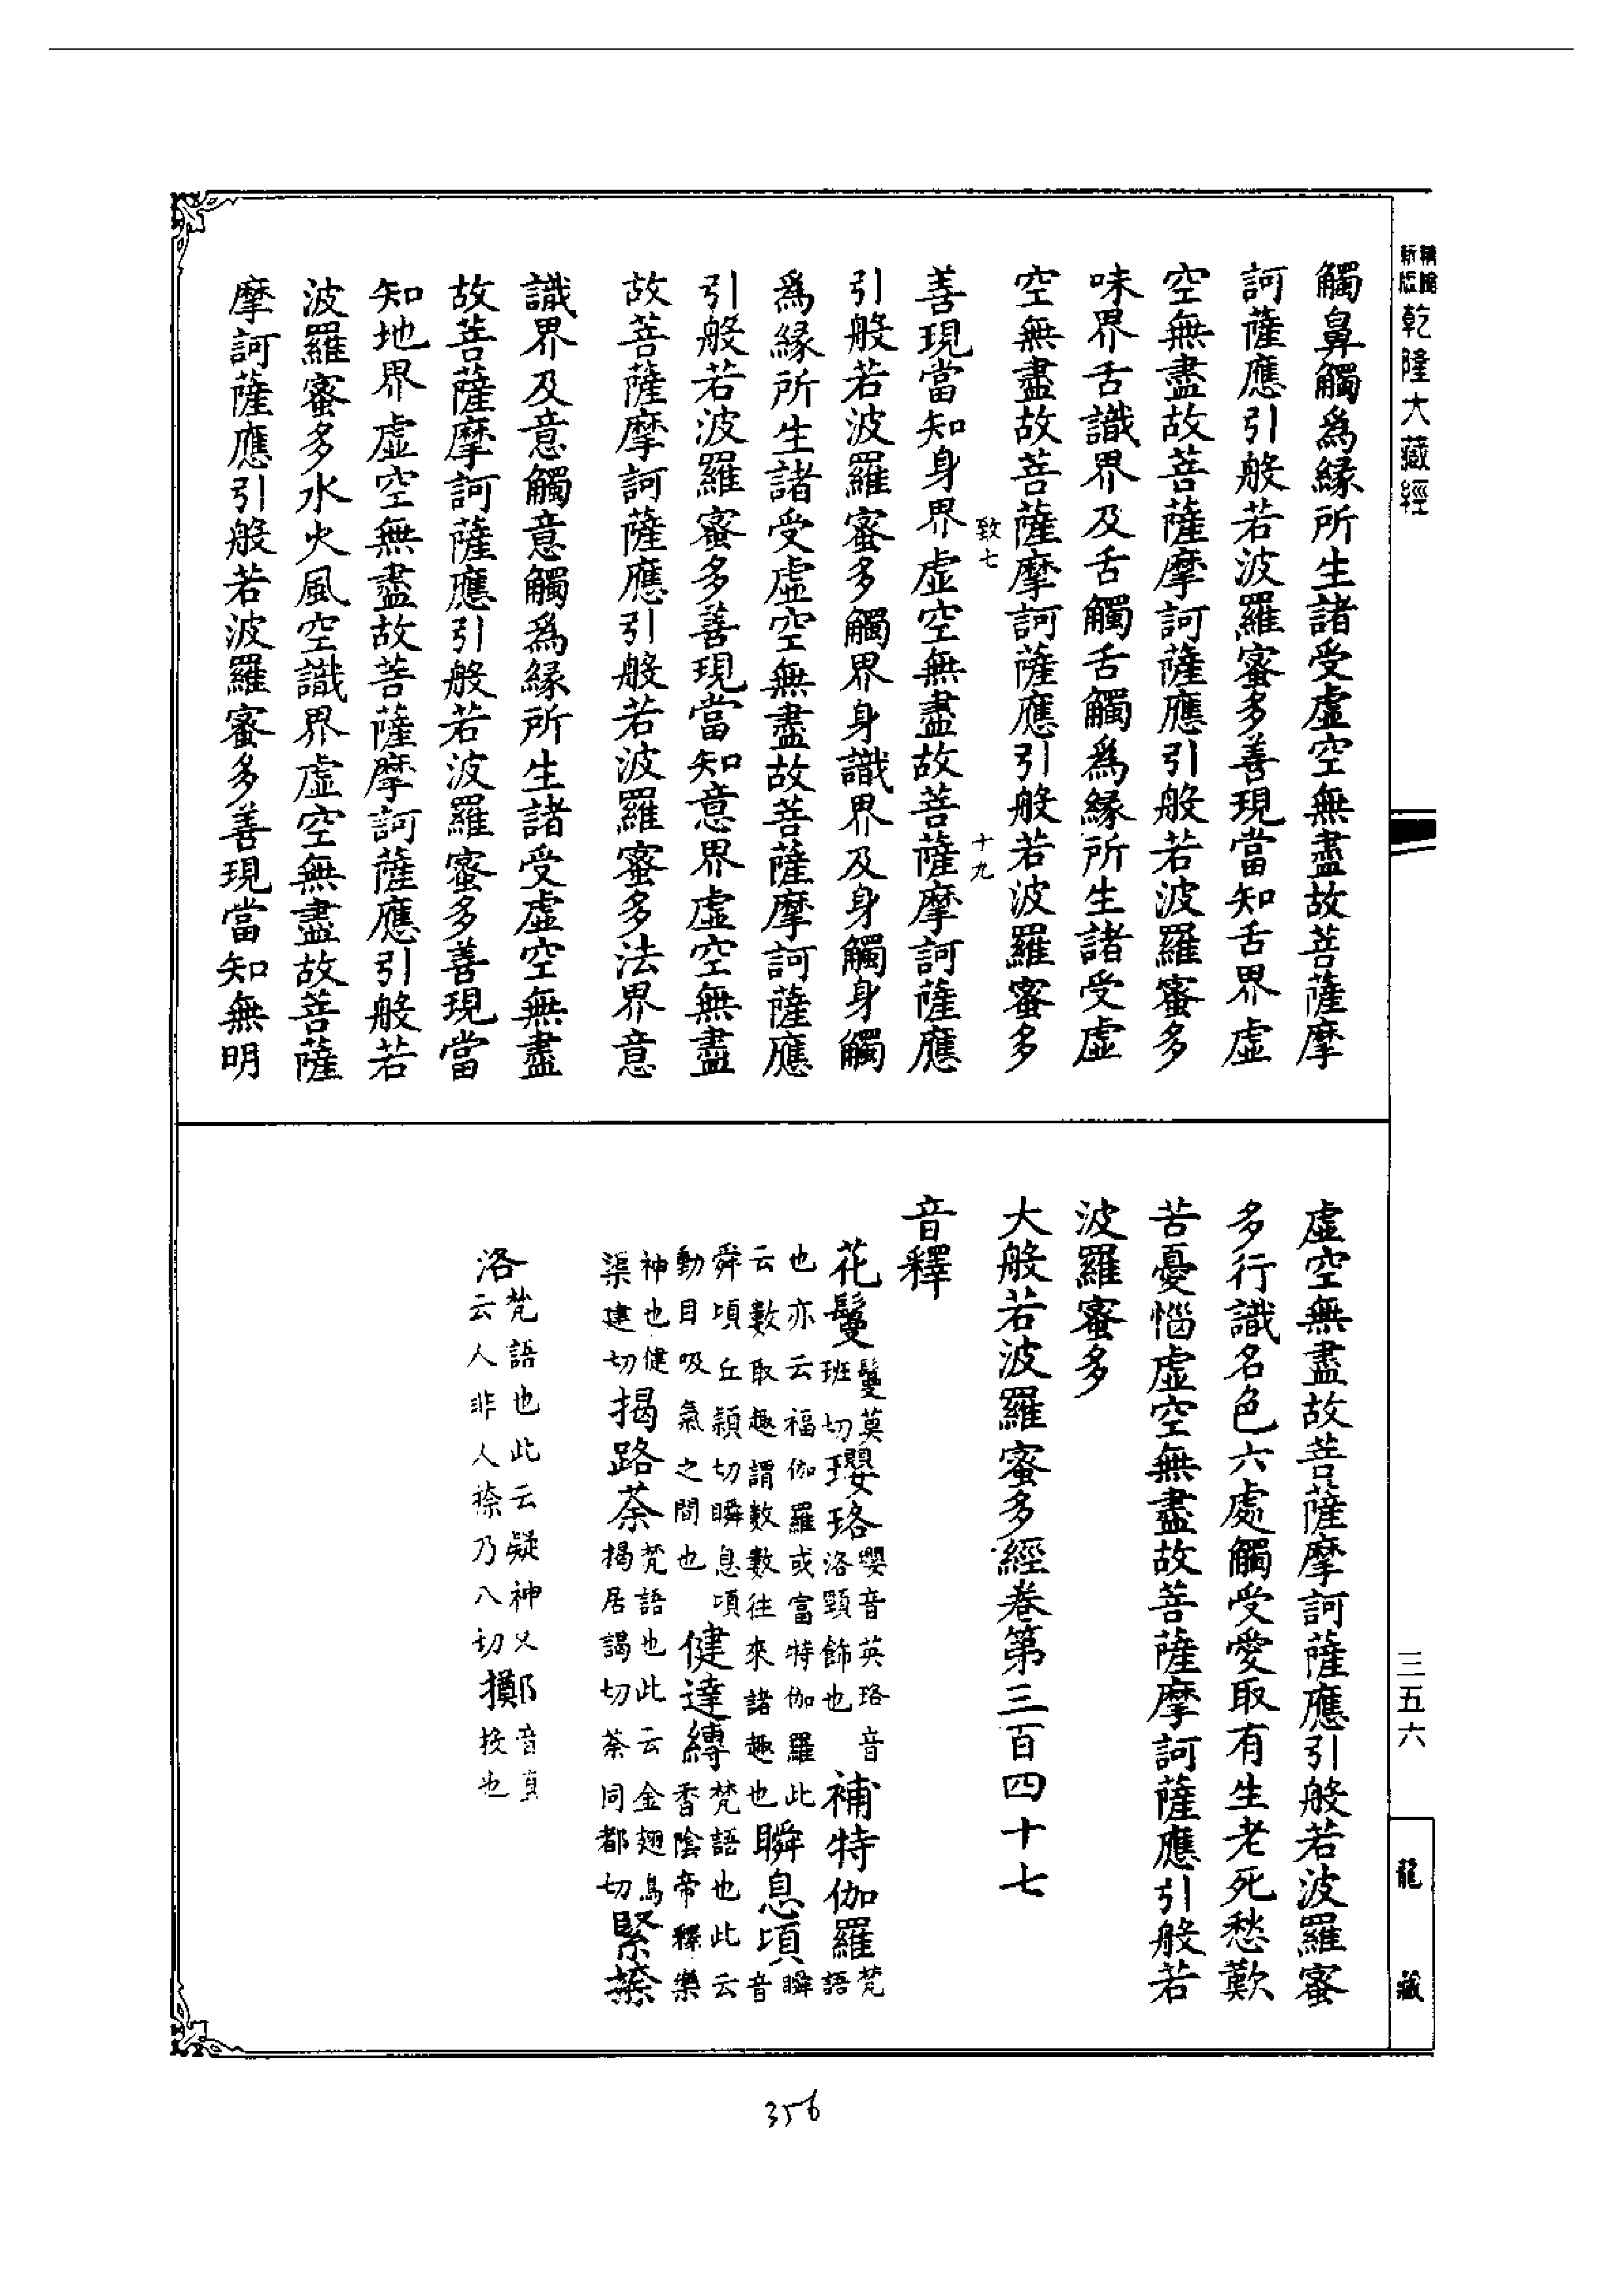 精縮
新版
乾隆大藏經
觸鼻觸爲緣所生諸受虛空無盡故菩薩摩
訶薩應引般若波羅蜜多善現當知舌界虛
空無盡故菩薩摩訶薩應引般若波羅蜜多
味界舌識界及舌觸舌觸爲緣所生諸受虛
空無盡故菩薩摩訶薩應引般若波羅蜜多
致七 十九
善現當知身界虛空無盡故菩薩摩訶薩應
引般若波羅蜜多觸界身識界及身觸身觸
爲緣所生諸受虛空無盡故菩薩摩訶薩應
引般若波羅蜜多善現當知意界虛空無盡
故菩薩摩訶薩應引般若波羅蜜多法界意
識界及意觸意觸爲緣所生諸受虛空無盡
故菩薩摩訶薩應引般若波羅蜜多善現當
知地界虛空無盡故菩薩摩訶薩應引般若
波羅蜜多水火風空識界虛空無盡故菩薩
摩訶薩應引般若波羅蜜多善現當知無明
虛空無盡故菩薩摩訶薩應引般若波羅蜜
多行識名色六處觸受愛取有生老死愁歎
苦憂惱虛空無盡故菩薩摩訶薩應引般若
波羅蜜多
大般若波羅蜜多經卷第三百四十七
音釋
花鬘鬘莫班切瓔珞瓔音英珞音洛頸飾也補特伽羅梵語
也亦云福伽羅或富特伽羅此云數取趣謂數數往來諸趣也瞬息頃瞬音
舜頃丘潁切瞬息頃動目吸氣之間也健達縛梵語也此云香陰帝釋樂
神也健渠建切揭路荼梵語也此云金翅鳥揭居謁切荼同都切緊捺
洛梵語也此云疑神又云人非人捺乃八切擲音直投也
三五六
龍藏
356